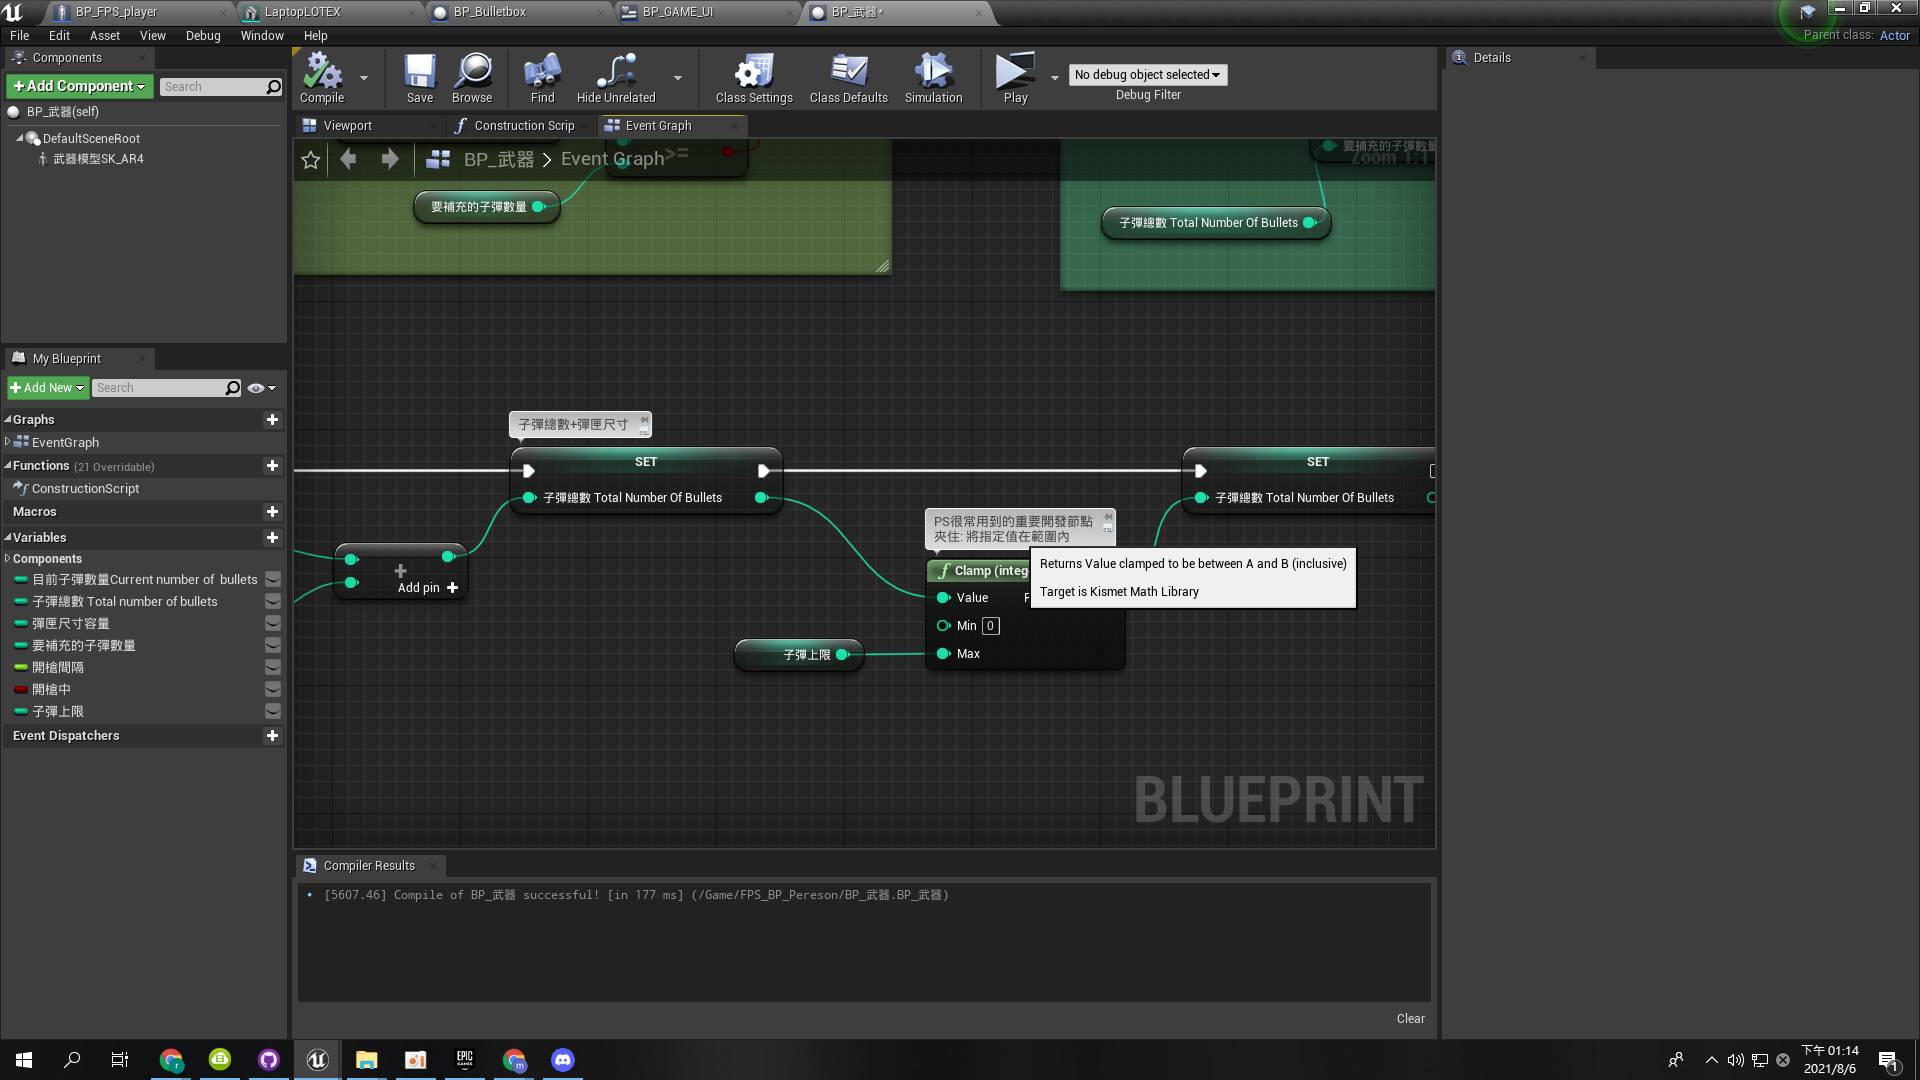 BP_FPS_player
LaptopLOTEX
BP_Bulletbox
BP_GAME_UI
BP_武器*
File
Edit
Asset
View
Debug
Window
Help
Parent class:
Actor
Components
Add Component
Search
BP_武器(self)
DefaultSceneRoot
武器模型SK_AR4
Compile
Save
Browse
Find
Hide Unrelated
Class Settings
Class Defaults
Simulation
Play
No debug object selected
Debug Filter
Details
Viewport
Construction Scrip
Event Graph
BP_武器
Event Graph
>=
Zoom 1:1
要補充的子彈數量
要補充的子彈數量
子彈總數 Total Number Of Bullets
子彈總數+彈匣尺寸
SET
子彈總數 Total Number Of Bullets
SET
子彈總數 Total Number Of Bullets
PS很常用到的重要開發節點
夾住: 將指定值在範圍內
f Clamp (integ
Returns Value clamped to be between A and B (inclusive)
Target is Kismet Math Library
Value
Min 0
Max
子彈上限
+
Add pin
BLUEPRINT
My Blueprint
Add New
Search
Graphs
EventGraph
Functions (21 Overridable)
ConstructionScript
Macros
Variables
Components
目前子彈數量Current number of bullets
子彈總數 Total number of bullets
彈匣尺寸容量
要補充的子彈數量
開槍間隔
開槍中
子彈上限
Event Dispatchers
Compiler Results
• [5607.46] Compile of BP_武器 successful! [in 177 ms] (/Game/FPS_BP_Pereson/BP_武器.BP_武器)
Clear
EPIC
GAMES
下午 01:14
2021/8/6
1